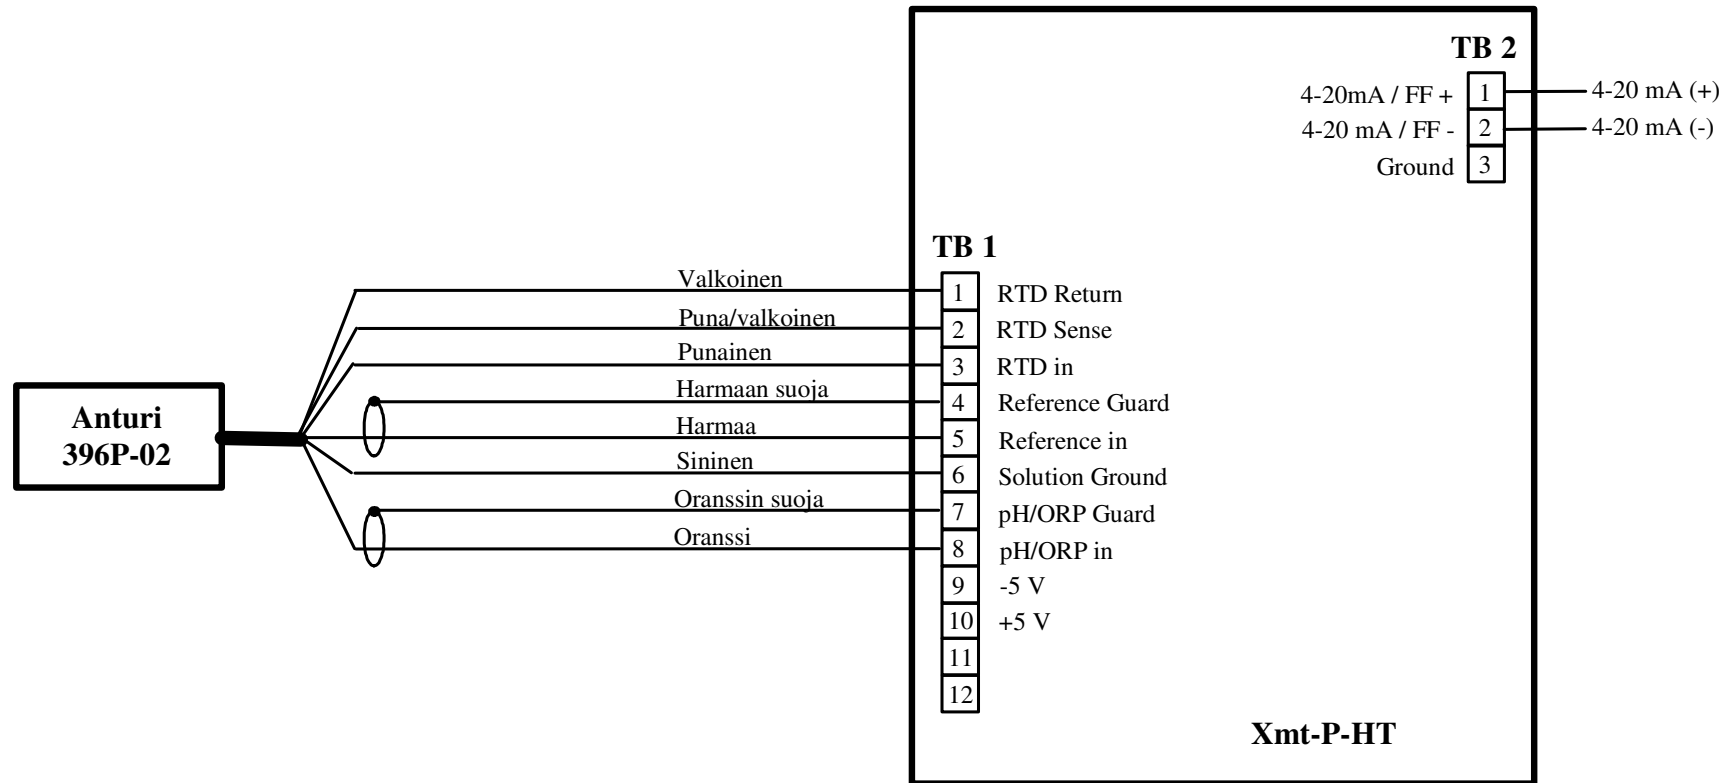 TB 2
4-20mA / FF + 1 4-20 mA (+)
4-20 mA / FF - 2 4-20 mA (-)
Ground 3
TB 1
Valkoinen 1 RTD Return
Puna/valkoinen 2 RTD Sense
Punainen 3 RTD in
Harmaan suoja 4 Reference Guard
Harmaa 5 Reference in
Sininen 6 Solution Ground
Oranssin suoja 7 pH/ORP Guard
Oranssi 8 pH/ORP in
9 -5 V
10 +5 V
11
12
Anturi
396P-02
Xmt-P-HT